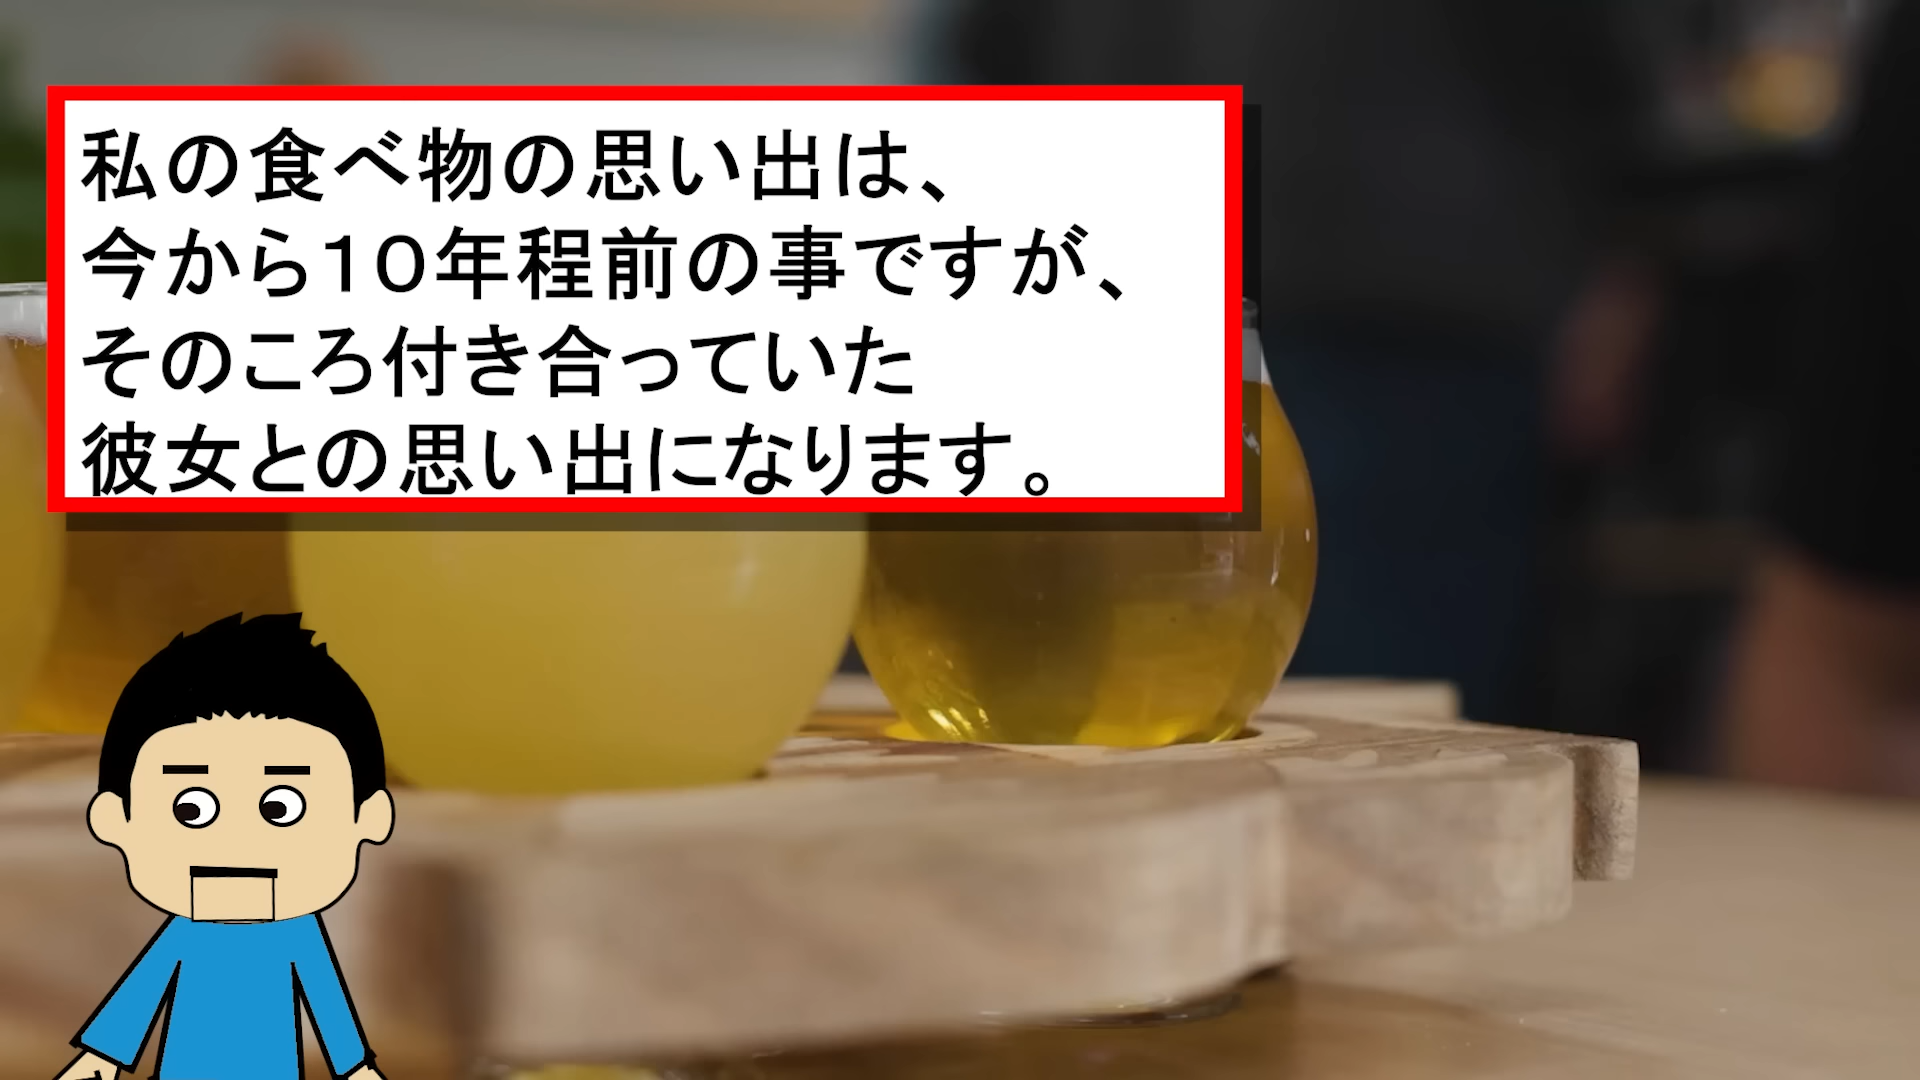 私の食べ物の思い出は、
今から１０年程前の事ですが、
そのころ付き合っていた
彼女との思い出になります。